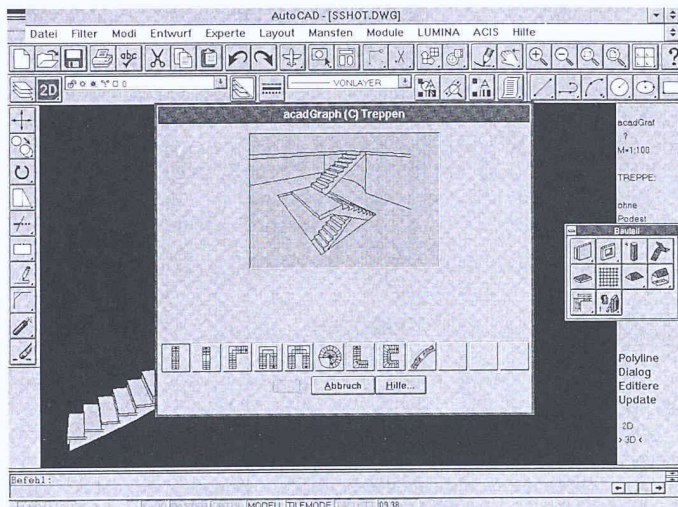 AutoCAD - [SSHOT.DWG]
Datei Filter Modi Entwurf Experte Layout Mansfen Module LUMINA ACIS Hilfe
abc
2D 0 VONLAYER
acadGraph (C) Treppen
acadGraf
?
M=1:100
TREPPE:
ohne
Podest
Bauteil
Abbruch Hilfe...
Polyline
Dialog
Editiere
Update
2D
> 3D <
Befehl:
MODELL TILEMODE 09:38